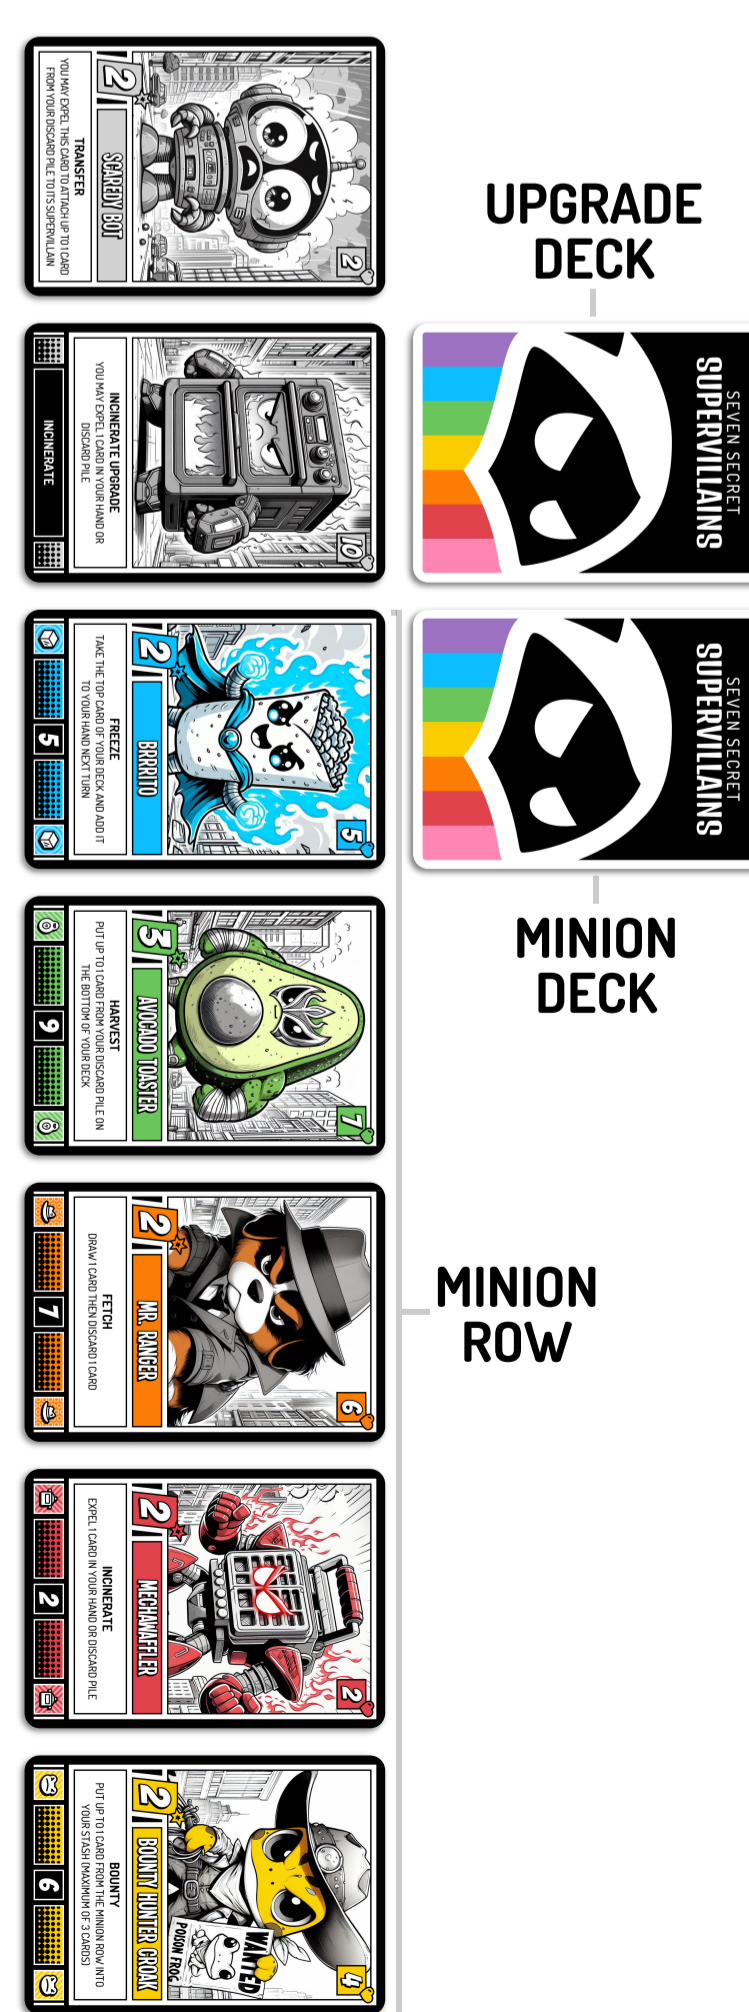 2
SCAREDY BOT
2
TRANSFER
YOU MAY EXPEL THIS CARD TO ATTACH UP TO 1 CARD
FROM YOUR DISCARD PILE TO ITS SUPERVILLAIN
UPGRADE
DECK
10
INCINERATE UPGRADE
YOU MAY EXPEL 1 CARD IN YOUR HAND OR
DISCARD PILE
INCINERATE
SEVEN SECRET
SUPERVILLAINS
5
2
BRRRITO
FREEZE
TAKE THE TOP CARD OF YOUR DECK AND ADD IT
TO YOUR HAND NEXT TURN
5
SEVEN SECRET
SUPERVILLAINS
MINION
DECK
7
3
AVOCADO TOASTER
HARVEST
PUT UP TO 1 CARD FROM YOUR DISCARD PILE ON
THE BOTTOM OF YOUR DECK
9
MINION
ROW
6
2
MR. RANGER
FETCH
DRAW 1 CARD THEN DISCARD 1 CARD
7
2
2
MECHAWAFFLER
INCINERATE
EXPEL 1 CARD IN YOUR HAND OR DISCARD PILE
2
4
WANTED
POISON FROG
2
BOUNTY HUNTER CROAK
BOUNTY
PUT UP TO 1 CARD FROM THE MINION ROW INTO
YOUR STASH (MAXIMUM OF 3 CARDS)
6